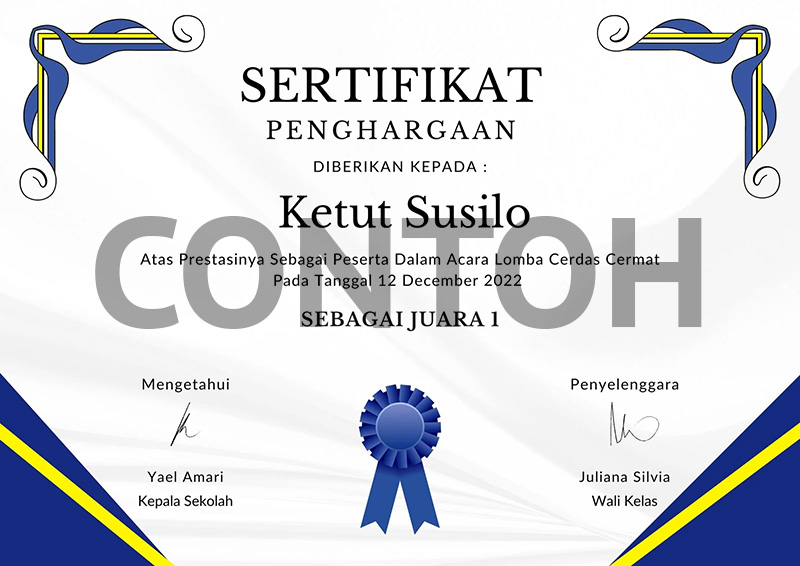 SERTIFIKAT
PENGHARGAAN
DIBERIKAN KEPADA :
Ketut Susilo
CONTOH
Atas Prestasinya Sebagai Peserta Dalam Acara Lomba Cerdas Cermat
Pada Tanggal 12 December 2022
SEBAGAI JUARA 1
Mengetahui
Penyelenggara
Yael Amari
Juliana Silvia
Kepala Sekolah
Wali Kelas